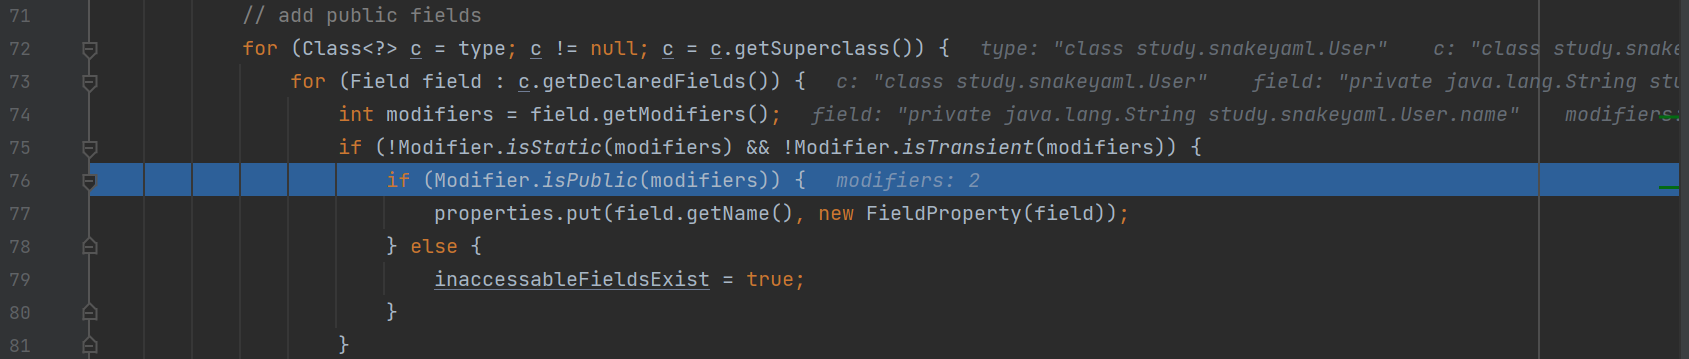 71 // add public fields
72 for (Class<?> c = type; c != null; c = c.getSuperclass()) { type: "class study.snakeyaml.User" c: "class study.snake
73 for (Field field : c.getDeclaredFields()) { c: "class study.snakeyaml.User" field: "private java.lang.String stu
74 int modifiers = field.getModifiers(); field: "private java.lang.String study.snakeyaml.User.name" modifiers:
75 if (!Modifier.isStatic(modifiers) && !Modifier.isTransient(modifiers)) {
76 if (Modifier.isPublic(modifiers)) { modifiers: 2
77 properties.put(field.getName(), new FieldProperty(field));
78 } else {
79 inaccessableFieldsExist = true;
80 }
81 }